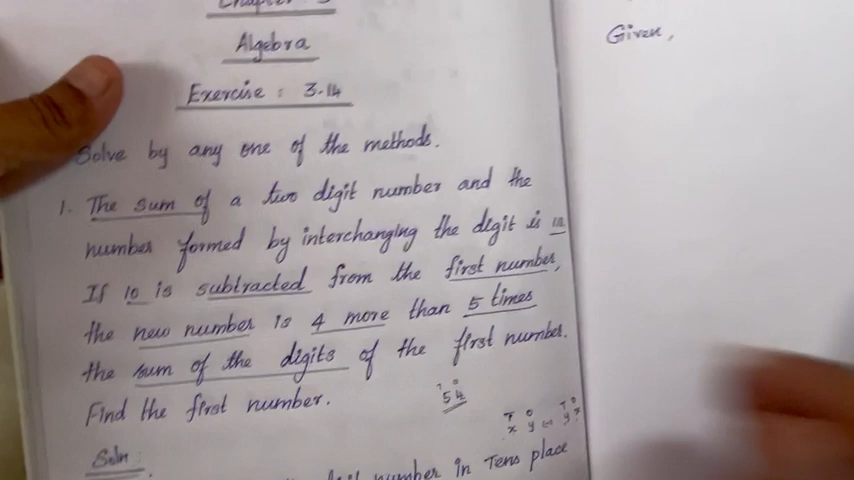 Chapter 3
Algebra
Exercise : 3.14
Solve by any one of the methods.
1. The sum of a two digit number and the
number formed by interchanging the digit is
If 10 is subtracted from the first number,
the new number is 4 more than 5 times
the sum of the digits of the first number.
Find the first number.
T O
54
T O T O
x y y x
Soln :
number in Tens place
Given,